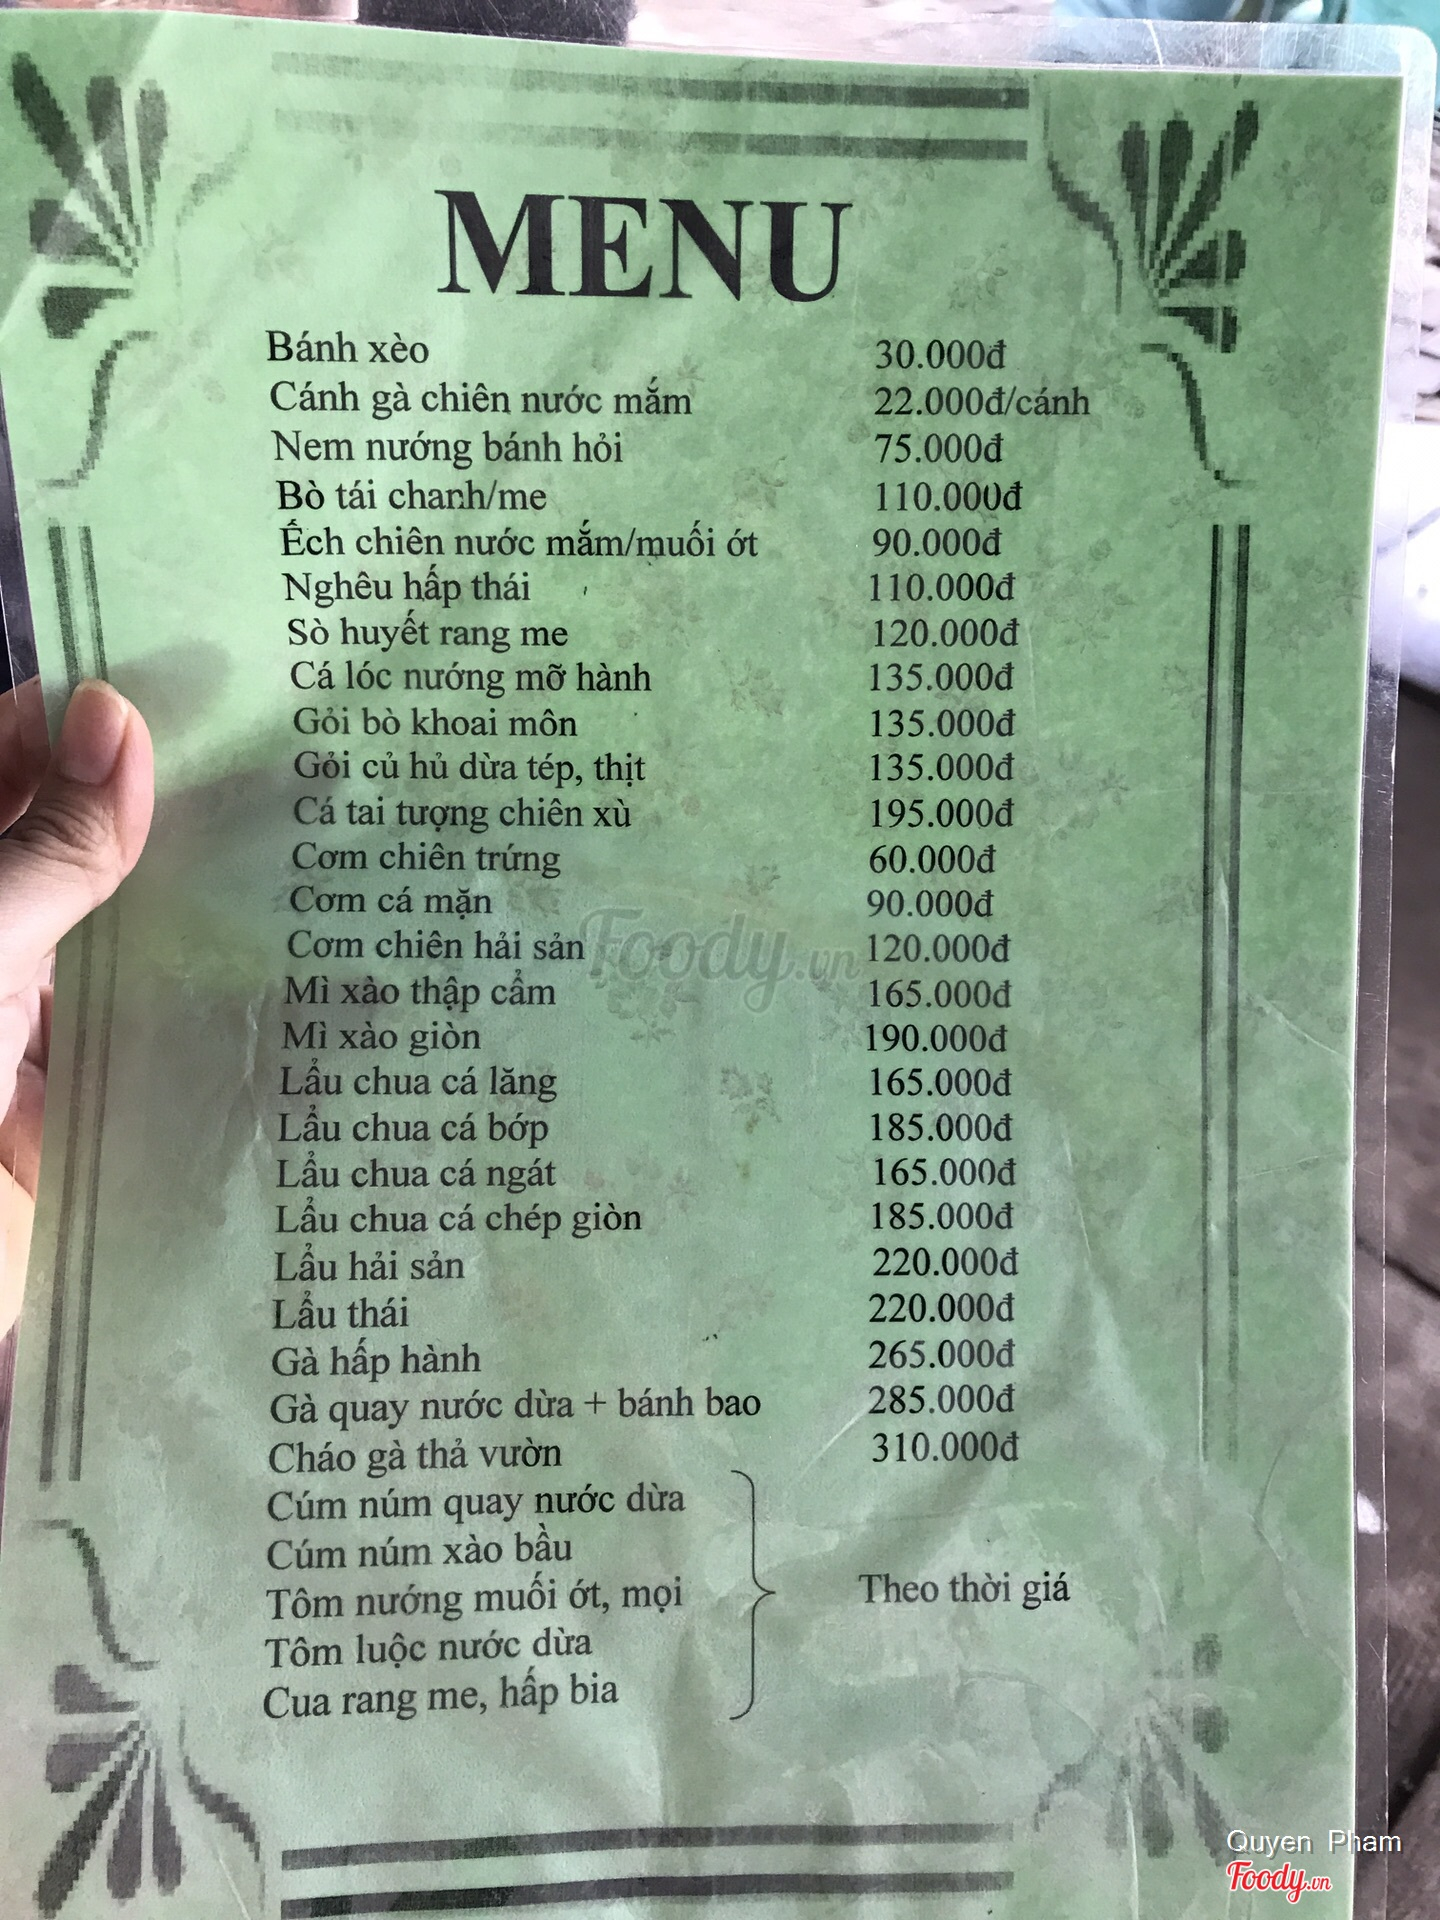 MENU
Bánh xèo 30.000đ
Cánh gà chiên nước mắm 22.000đ/cánh
Nem nướng bánh hỏi 75.000đ
Bò tái chanh/me 110.000đ
Ếch chiên nước mắm/muối ớt 90.000đ
Nghêu hấp thái 110.000đ
Sò huyết rang me 120.000đ
Cá lóc nướng mỡ hành 135.000đ
Gỏi bò khoai môn 135.000đ
Gỏi củ hủ dừa tép, thịt 135.000đ
Cá tai tượng chiên xù 195.000đ
Cơm chiên trứng 60.000đ
Cơm cá mặn 90.000đ
Cơm chiên hải sản 120.000đ
Foody.vn
Mì xào thập cẩm 165.000đ
Mì xào giòn 190.000đ
Lẩu chua cá lăng 165.000đ
Lẩu chua cá bớp 185.000đ
Lẩu chua cá ngát 165.000đ
Lẩu chua cá chép giòn 185.000đ
Lẩu hải sản 220.000đ
Lẩu thái 220.000đ
Gà hấp hành 265.000đ
Gà quay nước dừa + bánh bao 285.000đ
Cháo gà thả vườn 310.000đ
Cúm núm quay nước dừa
Cúm núm xào bầu
Tôm nướng muối ớt, mọi Theo thời giá
Tôm luộc nước dừa
Cua rang me, hấp bia
Quyen Pham
Foody.vn